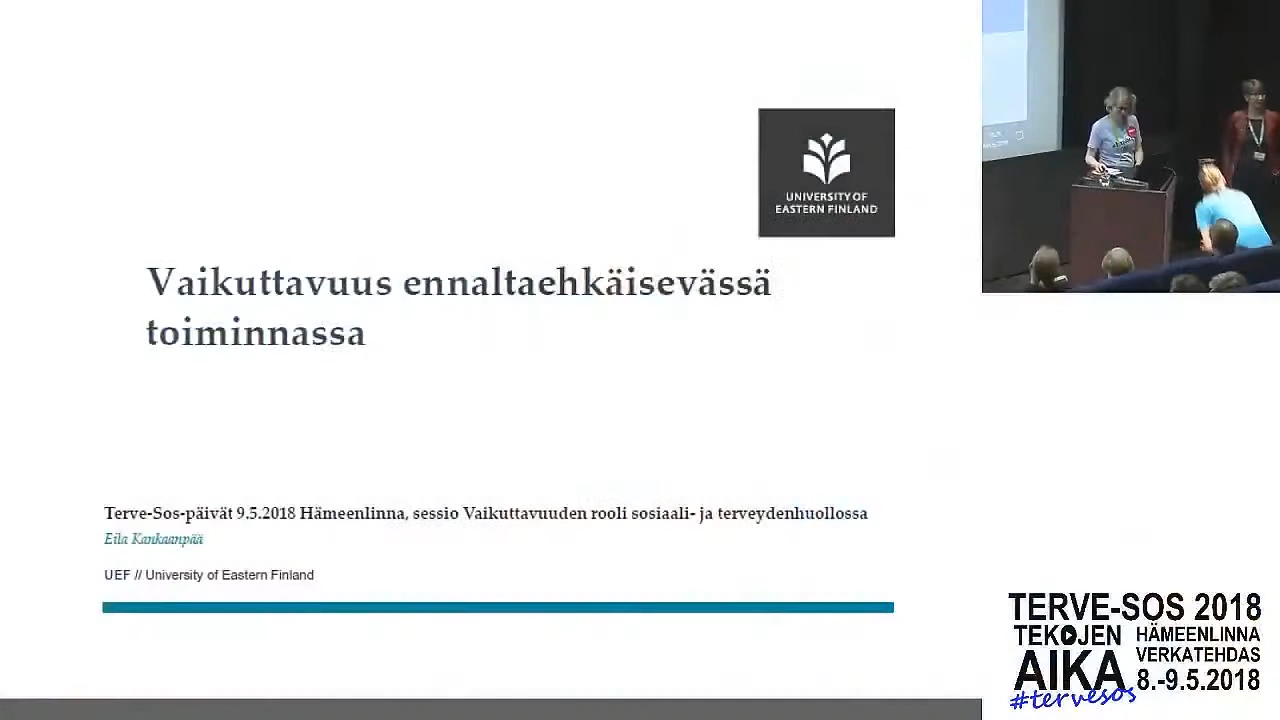 UNIVERSITY OF
EASTERN FINLAND
Vaikuttavuus ennaltaehkäisevässä
toiminnassa
Terve-Sos-päivät 9.5.2018 Hämeenlinna, sessio Vaikuttavuuden rooli sosiaali- ja terveydenhuollossa
Eila Kankaanpää
UEF // University of Eastern Finland
TERVE-SOS 2018
TEKOJEN
AIKA
HÄMEENLINNA
VERKATEHDAS
8.-9.5.2018
#tervesos